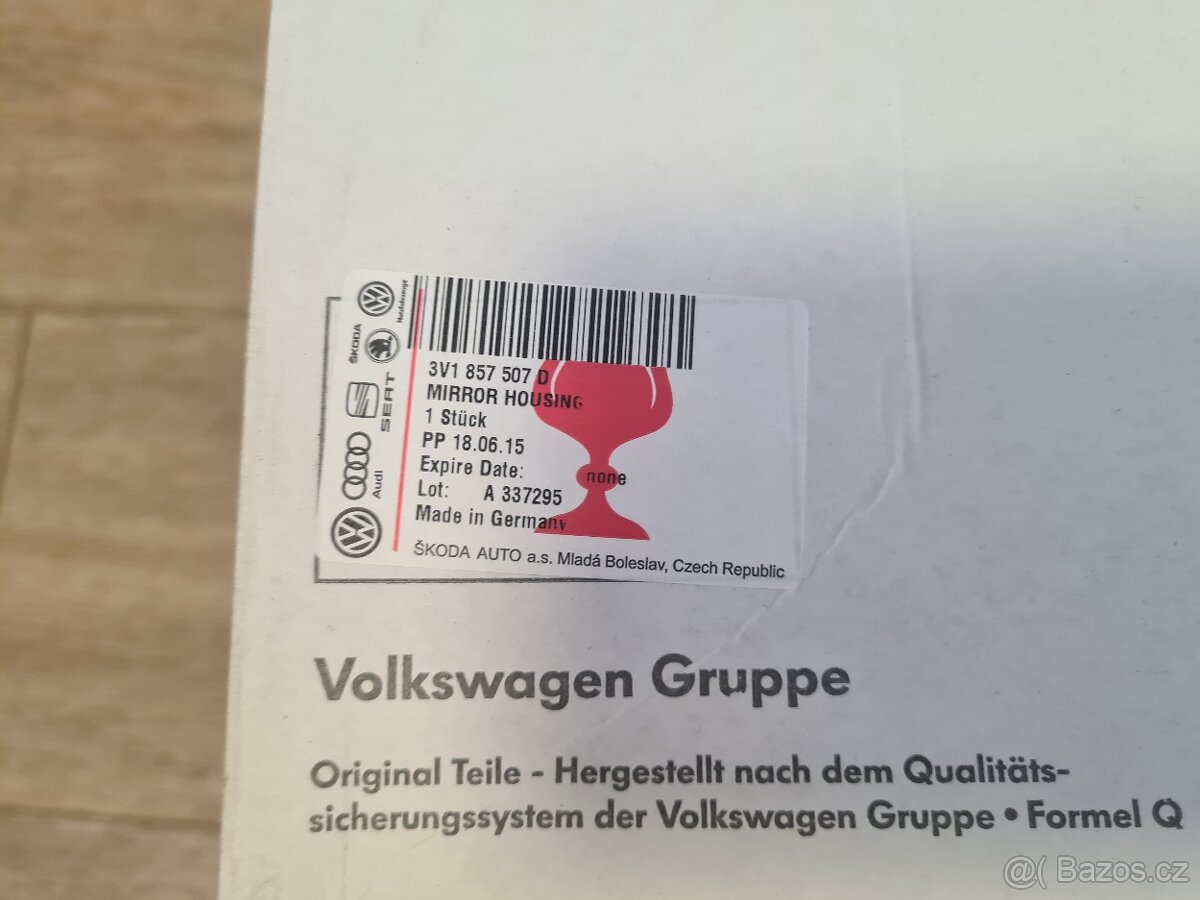 Nutzfahrzeuge
ŠKODA
SEAT
Audi
3V1 857 507 D
MIRROR HOUSING
1 Stück
PP 18.06.15
Expire Date: none
Lot: A 337295
Made in Germany
ŠKODA AUTO a.s. Mladá Boleslav, Czech Republic
Volkswagen Gruppe
Original Teile - Hergestellt nach dem Qualitäts-
sicherungssystem der Volkswagen Gruppe • Formel Q
@( Bazos.cz